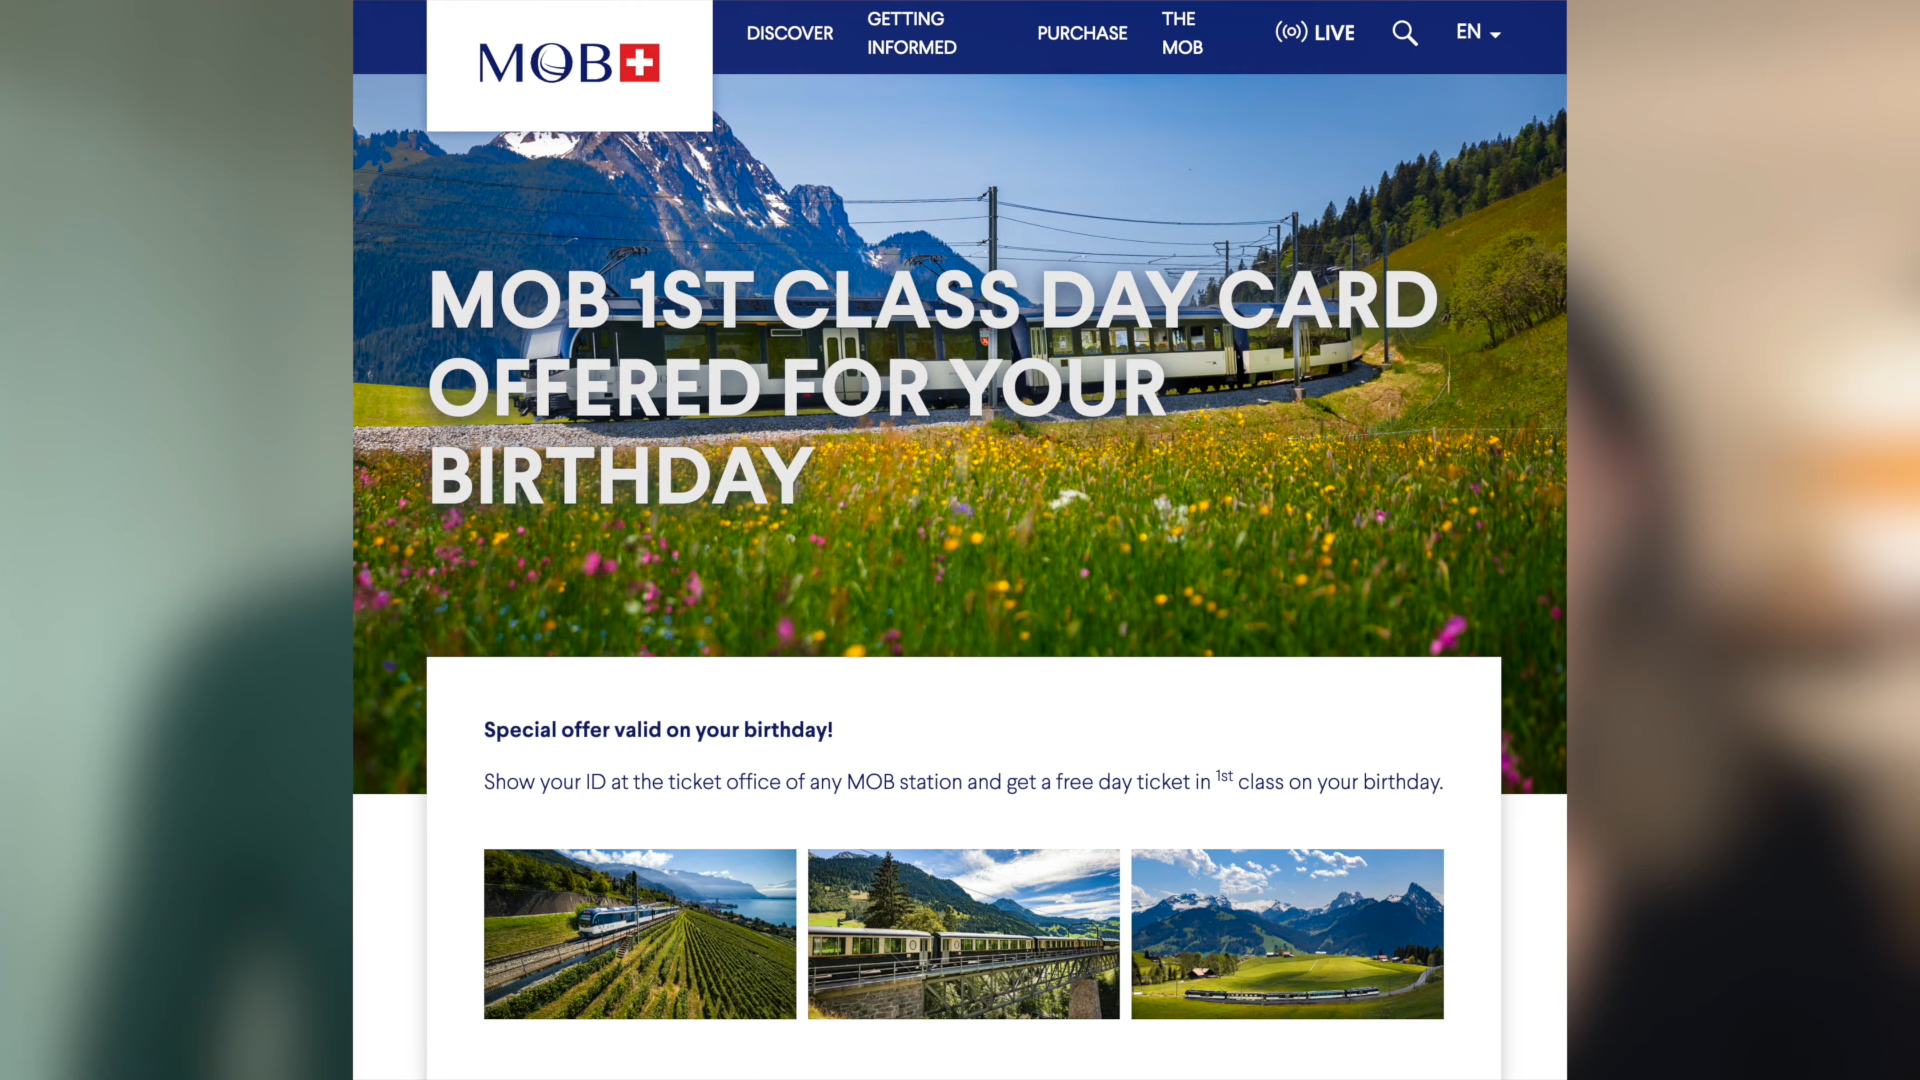 MOB
DISCOVER
GETTING
INFORMED
PURCHASE
THE
MOB
LIVE
EN
MOB 1ST CLASS DAY CARD
OFFERED FOR YOUR
BIRTHDAY
Special offer valid on your birthday!
Show your ID at the ticket office of any MOB station and get a free day ticket in 1st class on your birthday.